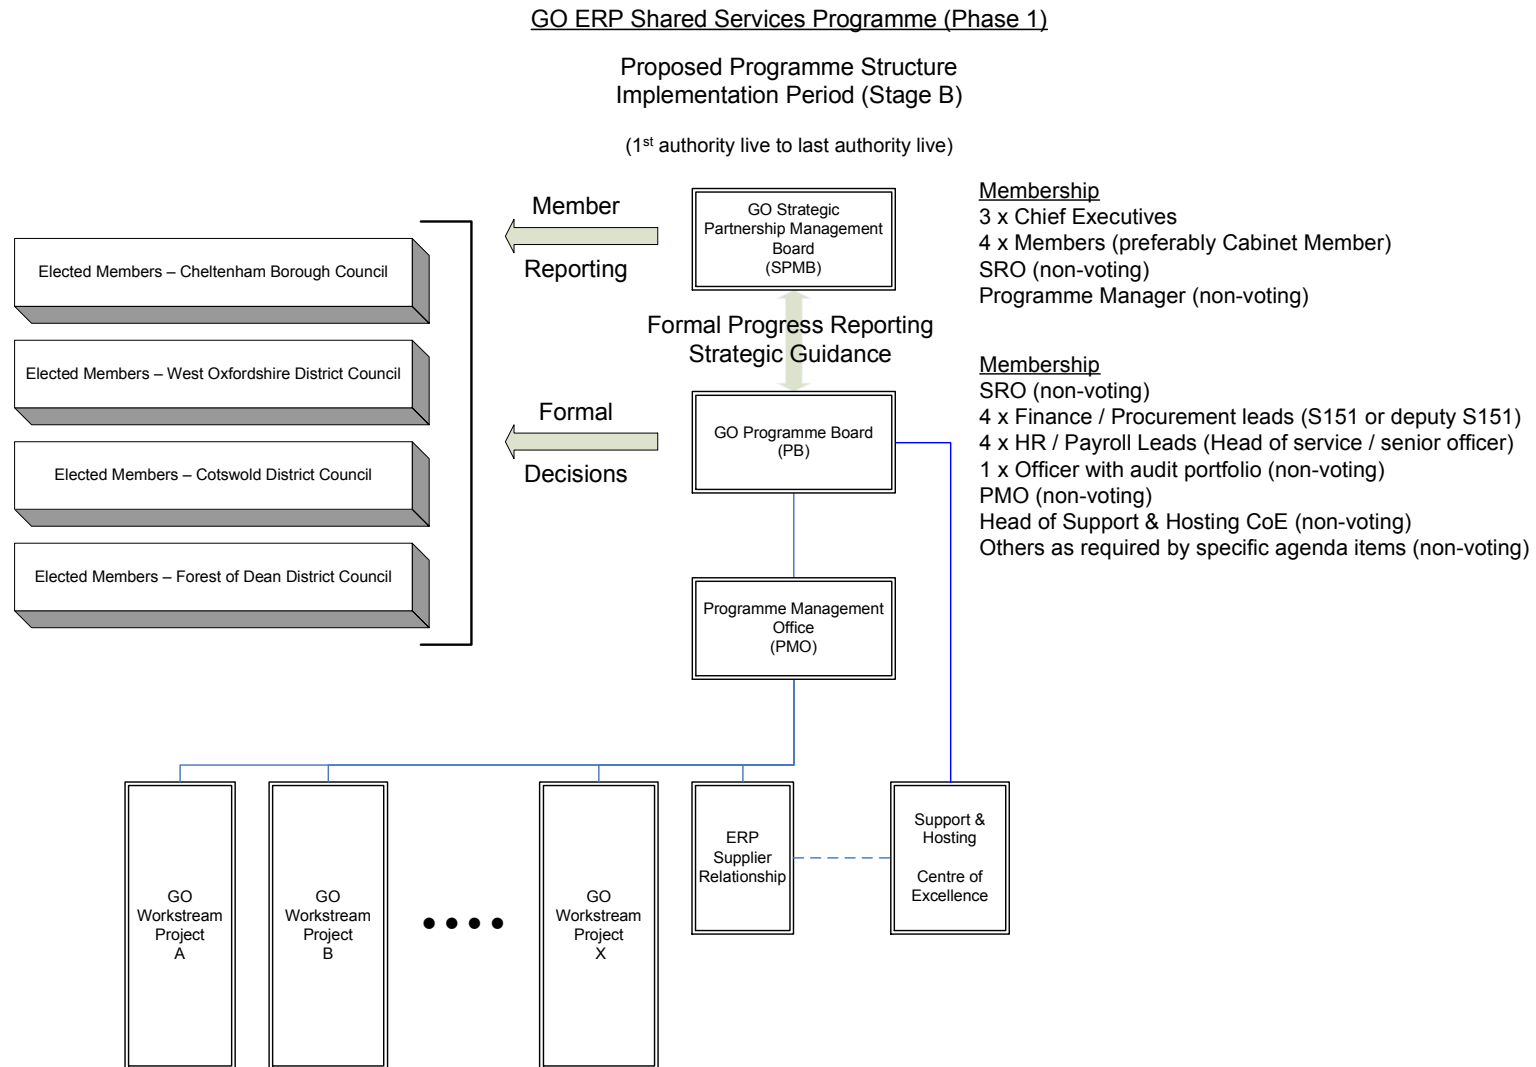 GO ERP Shared Services Programme (Phase 1)
Proposed Programme Structure
Implementation Period (Stage B)
(1st authority live to last authority live)
Elected Members – Cheltenham Borough Council
Elected Members – West Oxfordshire District Council
Elected Members – Cotswold District Council
Elected Members – Forest of Dean District Council
Member
Reporting
Formal
Decisions
GO Strategic
Partnership Management
Board
(SPMB)
Formal Progress Reporting
Strategic Guidance
GO Programme Board
(PB)
Programme Management
Office
(PMO)
Membership
3 x Chief Executives
4 x Members (preferably Cabinet Member)
SRO (non-voting)
Programme Manager (non-voting)
Membership
SRO (non-voting)
4 x Finance / Procurement leads (S151 or deputy S151)
4 x HR / Payroll Leads (Head of service / senior officer)
1 x Officer with audit portfolio (non-voting)
PMO (non-voting)
Head of Support & Hosting CoE (non-voting)
Others as required by specific agenda items (non-voting)
GO
Workstream
Project
A
GO
Workstream
Project
B
GO
Workstream
Project
X
ERP
Supplier
Relationship
Support &
Hosting
Centre of
Excellence